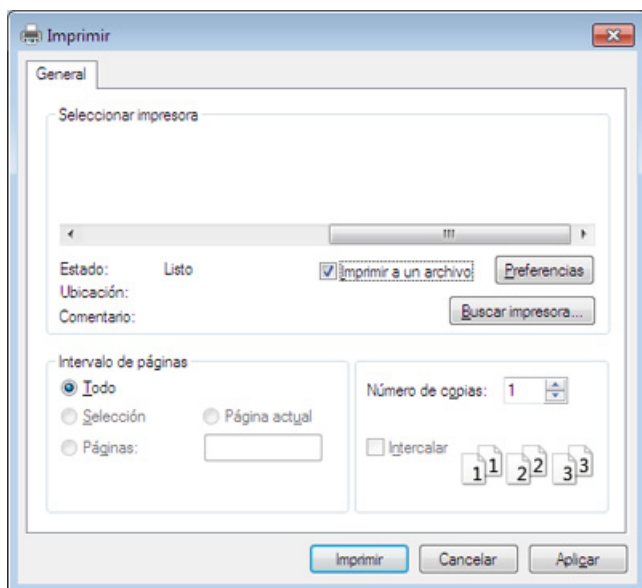 Imprimir
General
Seleccionar impresora
Estado: Listo
Imprimir a un archivo
Preferencias
Ubicación:
Comentario:
Buscar impresora...
Intervalo de páginas
Todo
Selección
Página actual
Páginas:
Número de copias: 1
Intercalar
1 1 2 2 3 3
Imprimir Cancelar Aplicar